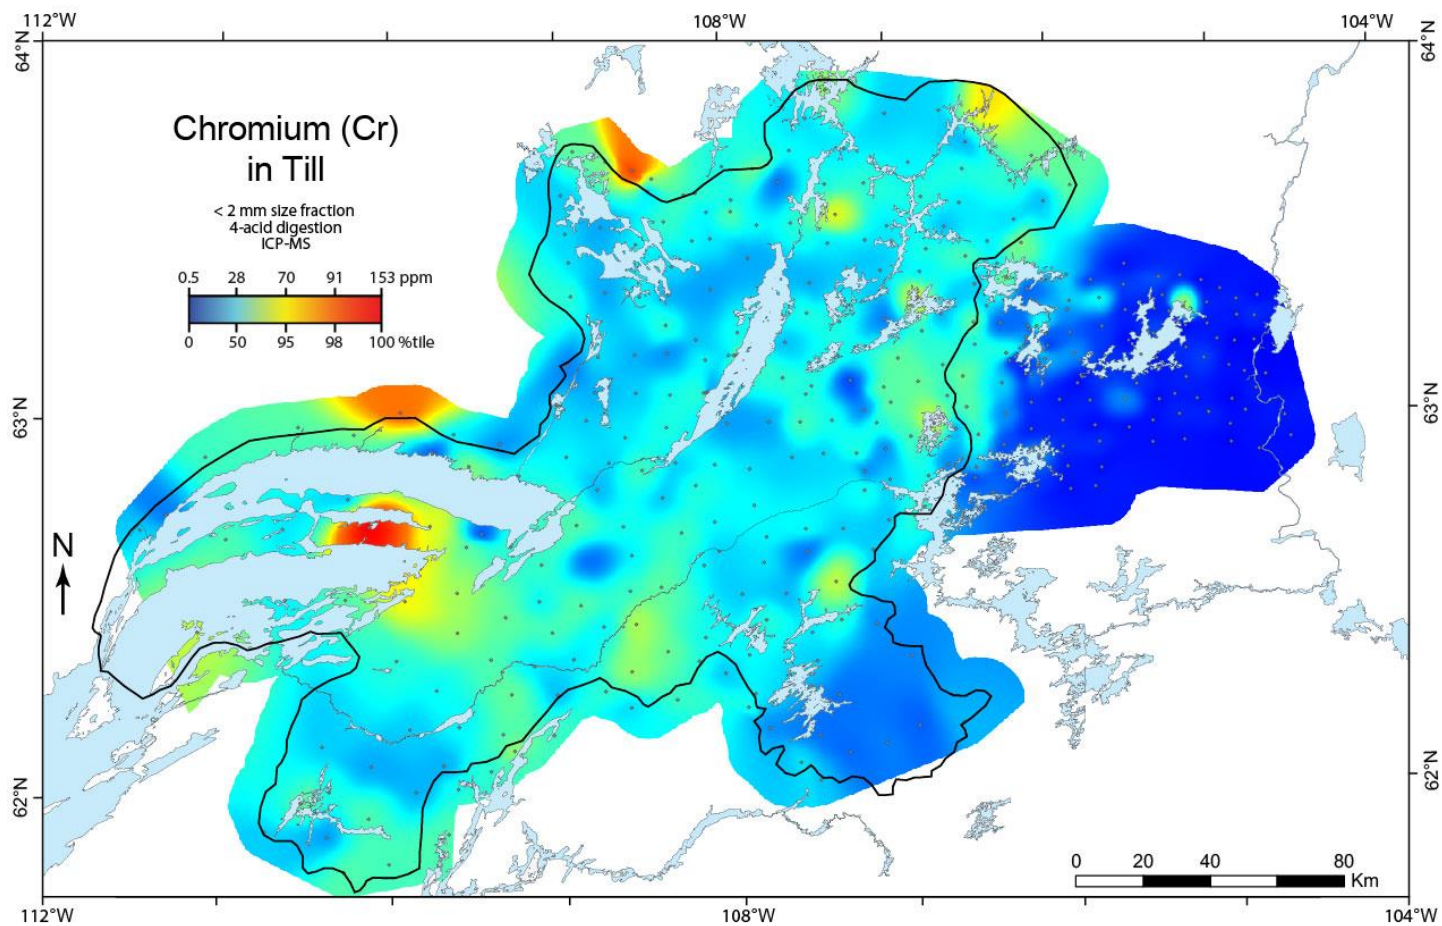 112°W 108°W 104°W
64°N 64°N
Chromium (Cr)
in Till
< 2 mm size fraction
4-acid digestion
ICP-MS
0.5 28 70 91 153 ppm
0 50 95 98 100 %tile
63°N 63°N
N
62°N 62°N
0 20 40 80
Km
112°W 108°W 104°W